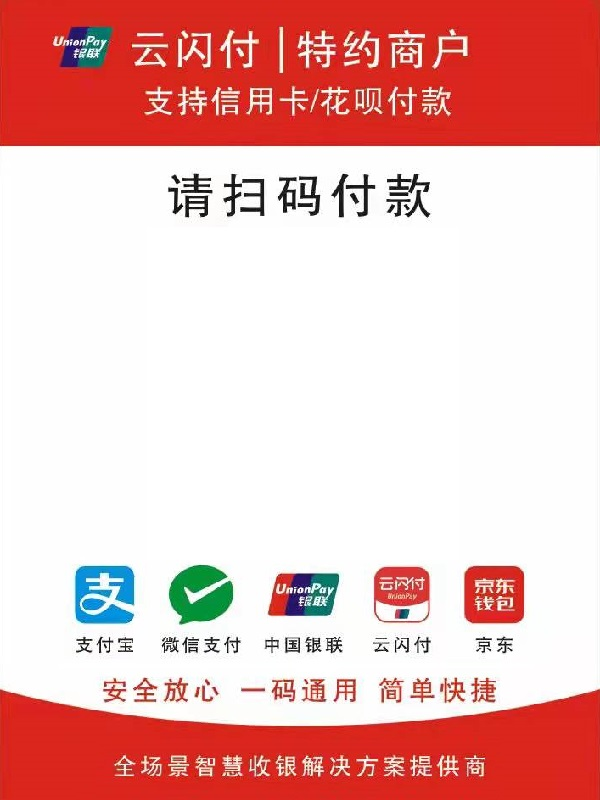 UnionPay 银联 云闪付|特约商户
支持信用卡/花呗付款
请扫码付款
支 UnionPay 银联 云闪付 UnionPay 京东钱包
支付宝 微信支付 中国银联 云闪付 京东
安全放心 一码通用 简单快捷
全场景智慧收银解决方案提供商